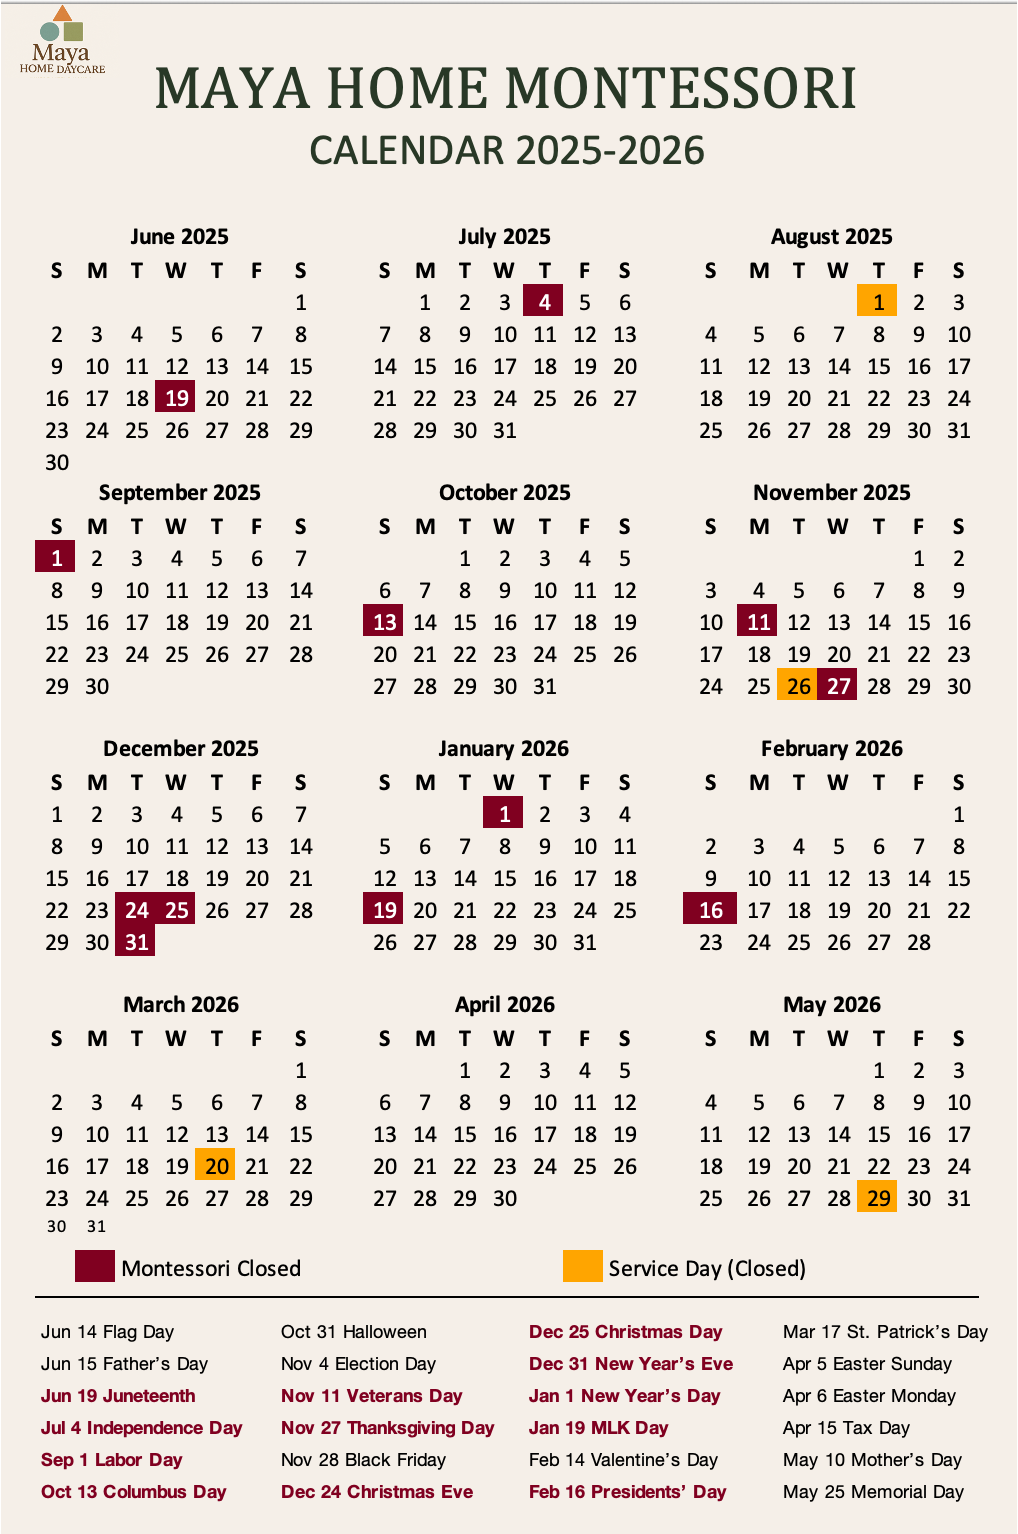 Maya
HOME DAYCARE
MAYA HOME MONTESSORI
CALENDAR 2025-2026
June 2025
S M T W T F S
1
2 3 4 5 6 7 8
9 10 11 12 13 14 15
16 17 18 19 20 21 22
23 24 25 26 27 28 29
30
July 2025
S M T W T F S
1 2 3 4 5 6
7 8 9 10 11 12 13
14 15 16 17 18 19 20
21 22 23 24 25 26 27
28 29 30 31
August 2025
S M T W T F S
1 2 3
4 5 6 7 8 9 10
11 12 13 14 15 16 17
18 19 20 21 22 23 24
25 26 27 28 29 30 31
September 2025
S M T W T F S
1 2 3 4 5 6 7
8 9 10 11 12 13 14
15 16 17 18 19 20 21
22 23 24 25 26 27 28
29 30
October 2025
S M T W T F S
1 2 3 4 5
6 7 8 9 10 11 12
13 14 15 16 17 18 19
20 21 22 23 24 25 26
27 28 29 30 31
November 2025
S M T W T F S
1 2
3 4 5 6 7 8 9
10 11 12 13 14 15 16
17 18 19 20 21 22 23
24 25 26 27 28 29 30
December 2025
S M T W T F S
1 2 3 4 5 6 7
8 9 10 11 12 13 14
15 16 17 18 19 20 21
22 23 24 25 26 27 28
29 30 31
January 2026
S M T W T F S
1 2 3 4
5 6 7 8 9 10 11
12 13 14 15 16 17 18
19 20 21 22 23 24 25
26 27 28 29 30 31
February 2026
S M T W T F S
1
2 3 4 5 6 7 8
9 10 11 12 13 14 15
16 17 18 19 20 21 22
23 24 25 26 27 28
March 2026
S M T W T F S
1
2 3 4 5 6 7 8
9 10 11 12 13 14 15
16 17 18 19 20 21 22
23 24 25 26 27 28 29
30 31
April 2026
S M T W T F S
1 2 3 4 5
6 7 8 9 10 11 12
13 14 15 16 17 18 19
20 21 22 23 24 25 26
27 28 29 30
May 2026
S M T W T F S
1 2 3
4 5 6 7 8 9 10
11 12 13 14 15 16 17
18 19 20 21 22 23 24
25 26 27 28 29 30 31
Montessori Closed
Service Day (Closed)
Jun 14 Flag Day
Jun 15 Father’s Day
Jun 19 Juneteenth
Jul 4 Independence Day
Sep 1 Labor Day
Oct 13 Columbus Day
Oct 31 Halloween
Nov 4 Election Day
Nov 11 Veterans Day
Nov 27 Thanksgiving Day
Nov 28 Black Friday
Dec 24 Christmas Eve
Dec 25 Christmas Day
Dec 31 New Year’s Eve
Jan 1 New Year’s Day
Jan 19 MLK Day
Feb 14 Valentine’s Day
Feb 16 Presidents’ Day
Mar 17 St. Patrick’s Day
Apr 5 Easter Sunday
Apr 6 Easter Monday
Apr 15 Tax Day
May 10 Mother’s Day
May 25 Memorial Day